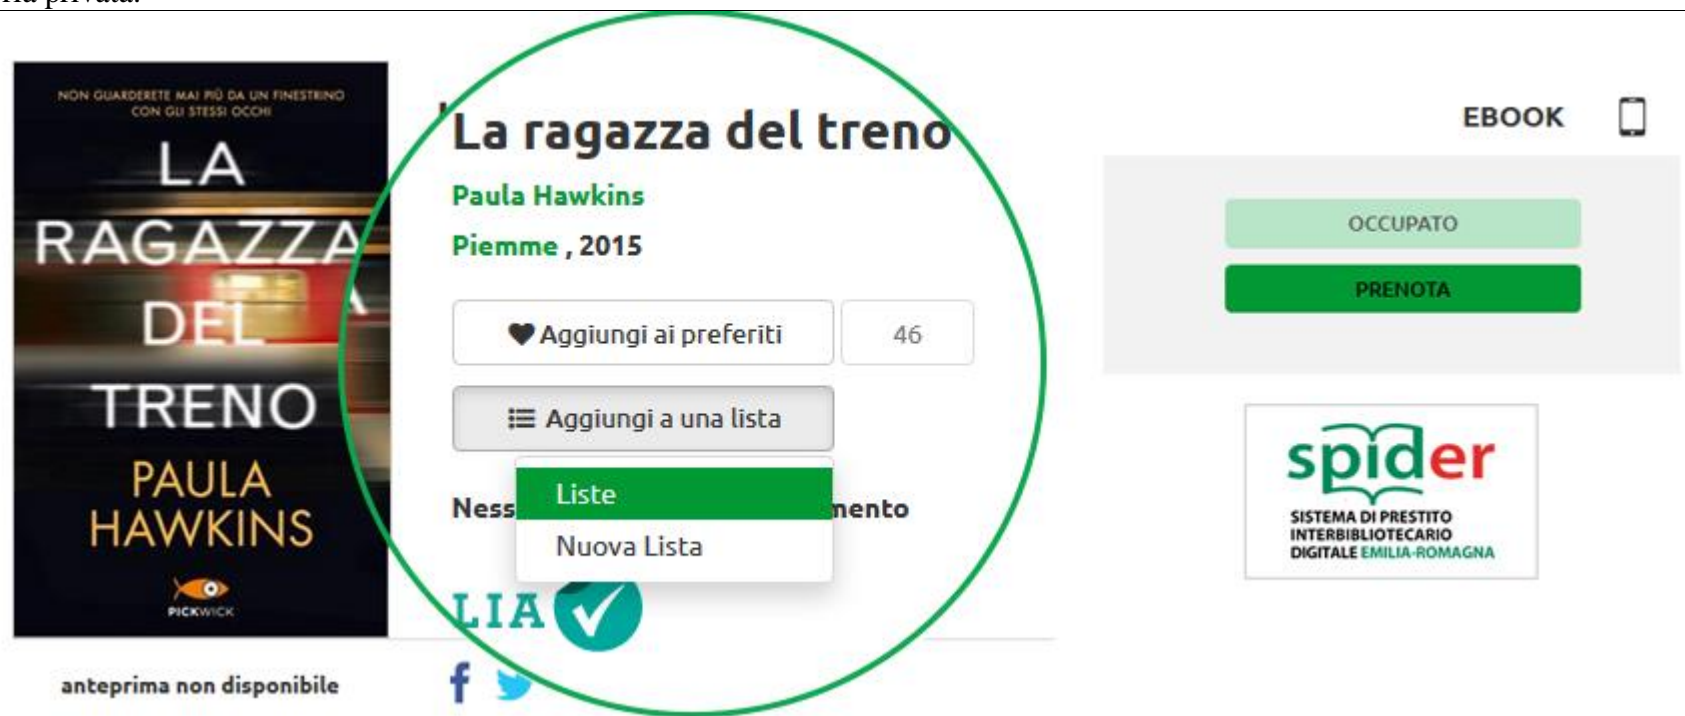 NON GUARDERETE MAI PIÙ DA UN FINESTRINO
CON GLI STESSI OCCHI
LA
RAGAZZA
DEL
TRENO
PAULA
HAWKINS
PICKWICK
anteprima non disponibile
La ragazza del treno
Paula Hawkins
Piemme , 2015
Aggiungi ai preferiti
46
Aggiungi a una lista
Liste
Nuova Lista
LIA
EBOOK
OCCUPATO
PRENOTA
spider
SISTEMA DI PRESTITO
INTERBIBLIOTECARIO
DIGITALE EMILIA-ROMAGNA